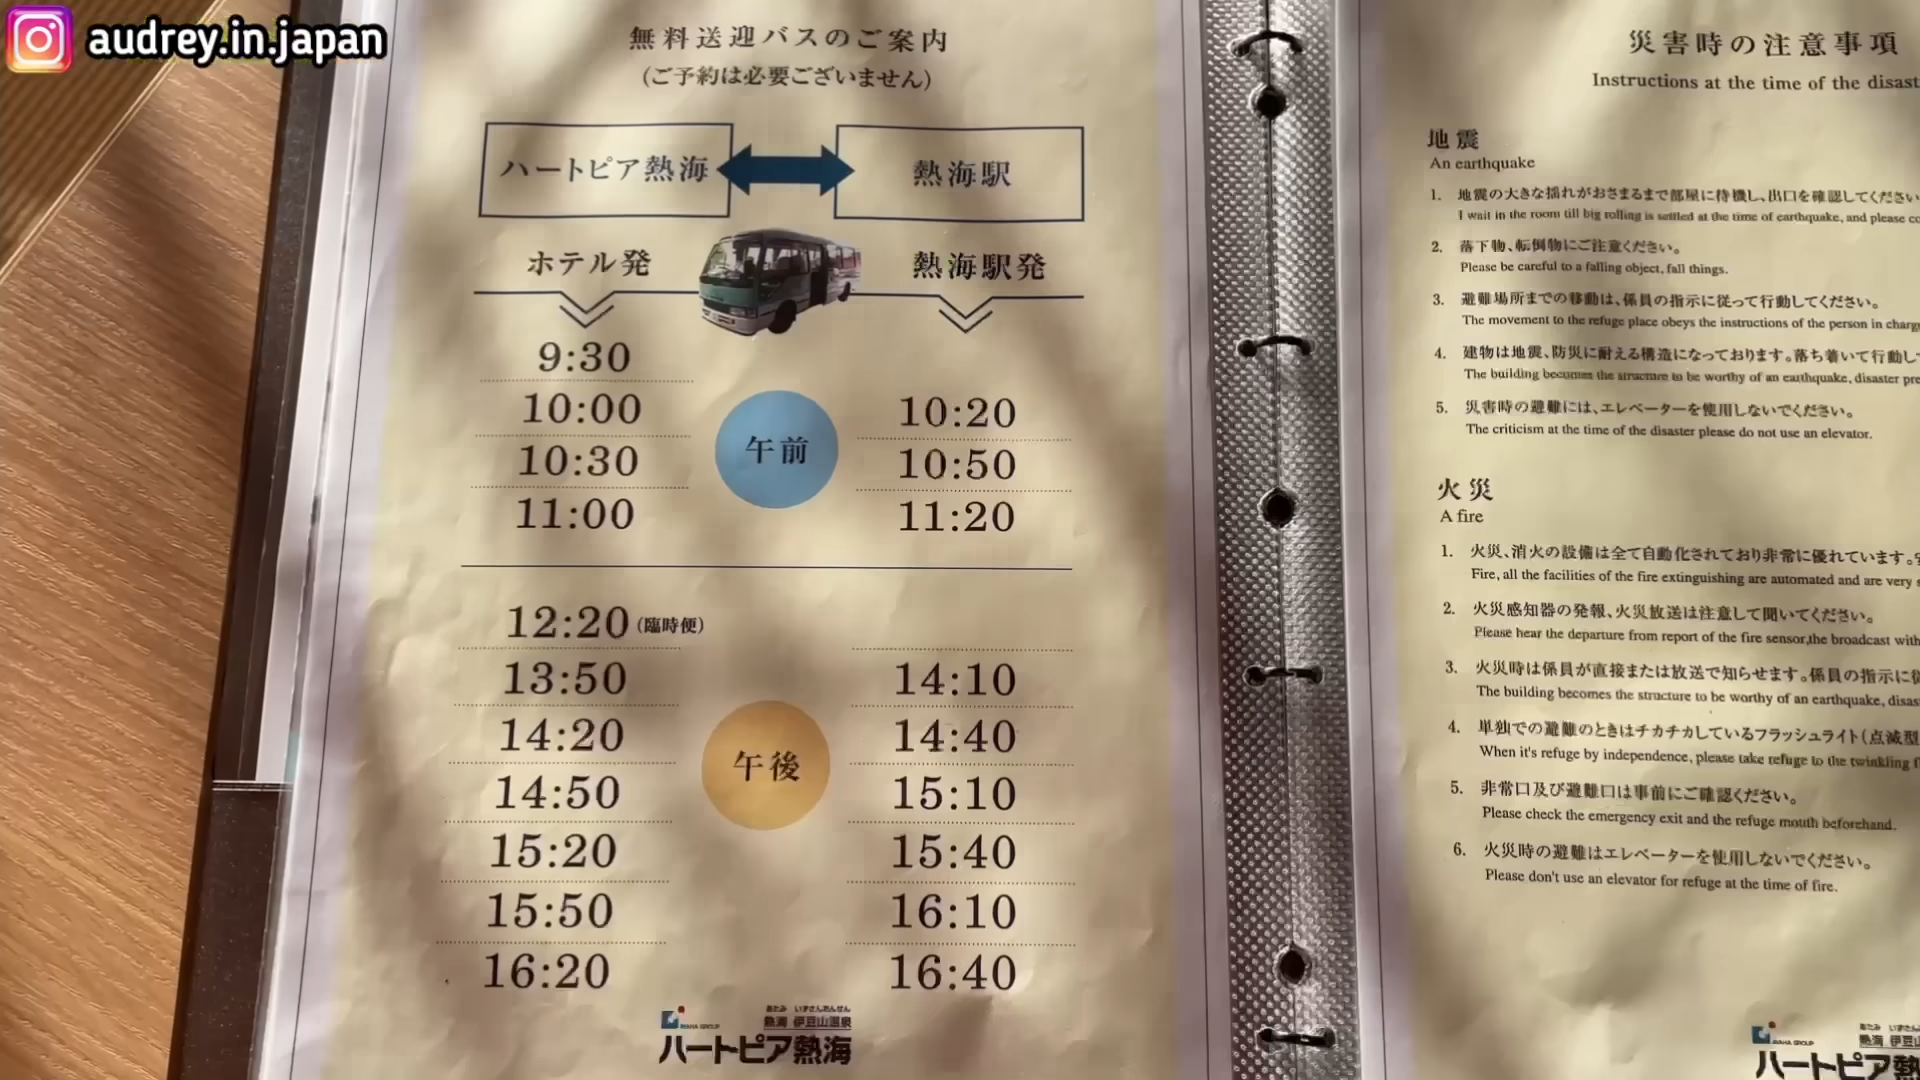 audrey.in.japan
無料送迎バスのご案内
(ご予約は必要ございません)
ハートピア熱海
熱海駅
ホテル発
熱海駅発
9:30
10:00
10:30
11:00
午前
10:20
10:50
11:20
12:20(臨時便)
13:50
14:20
14:50
15:20
15:50
16:20
午後
14:10
14:40
15:10
15:40
16:10
16:40
あたみ いずさんおんせん
熱海 伊豆山温泉
ハートピア熱海
災害時の注意事項
Instructions at the time of the
地震
An earthquake
1. 地震の大きな揺れがおさまるまで部屋に待機し、出口を確認してください
I wait in the room till big rolling is settled at the time of earthquake, and please
2. 落下物、転倒物にご注意ください。
Please be careful to a falling object, fall things.
3. 避難場所までの移動は、係員の指示に従って行動してください。
The movement to the refuge place obeys the instructions of the person in
4. 建物は地震、防災に耐える構造になっております。落ち着いて行動し
The building becomes the structure to be worthy of an earthquake, disaster
5. 災害時の避難には、エレベーターを使用しないでください。
The criticism at the time of the disaster please do not use an elevator.
火災
A fire
1. 火災、消火の設備は全て自動化されており非常に優れています。
Fire, all the facilities of the fire extinguishing are automated and are very
2. 火災感知器の発報、火災放送は注意して聞いてください。
Please hear the departure from report of the fire sensor,the broadcast with
3. 火災時は係員が直接または放送で知らせます。係員の指示に
The building becomes the structure to be worthy of an earthquake,
4. 単独での避難のときはチカチカしているフラッシュライト(点滅型
When it's refuge by independence, please take refuge to the twinkling
5. 非常口及び避難口は事前にご確認ください。
Please check the emergency exit and the refuge mouth beforehand.
6. 火災時の避難はエレベーターを使用しないでください。
Please don't use an elevator for refuge at the time of fire.
ハートピア